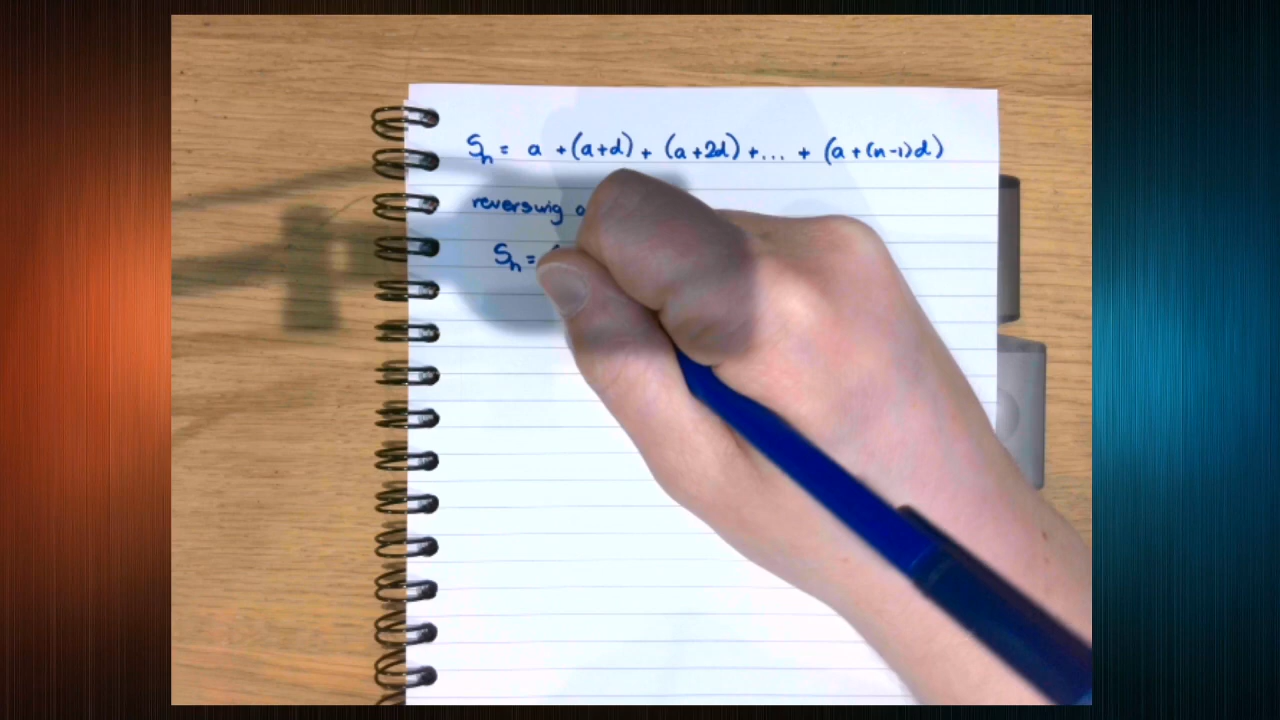 Sₙ = a + (a+d) + (a+2d) + ... + (a+(n-1)d)
reversing
Sₙ =